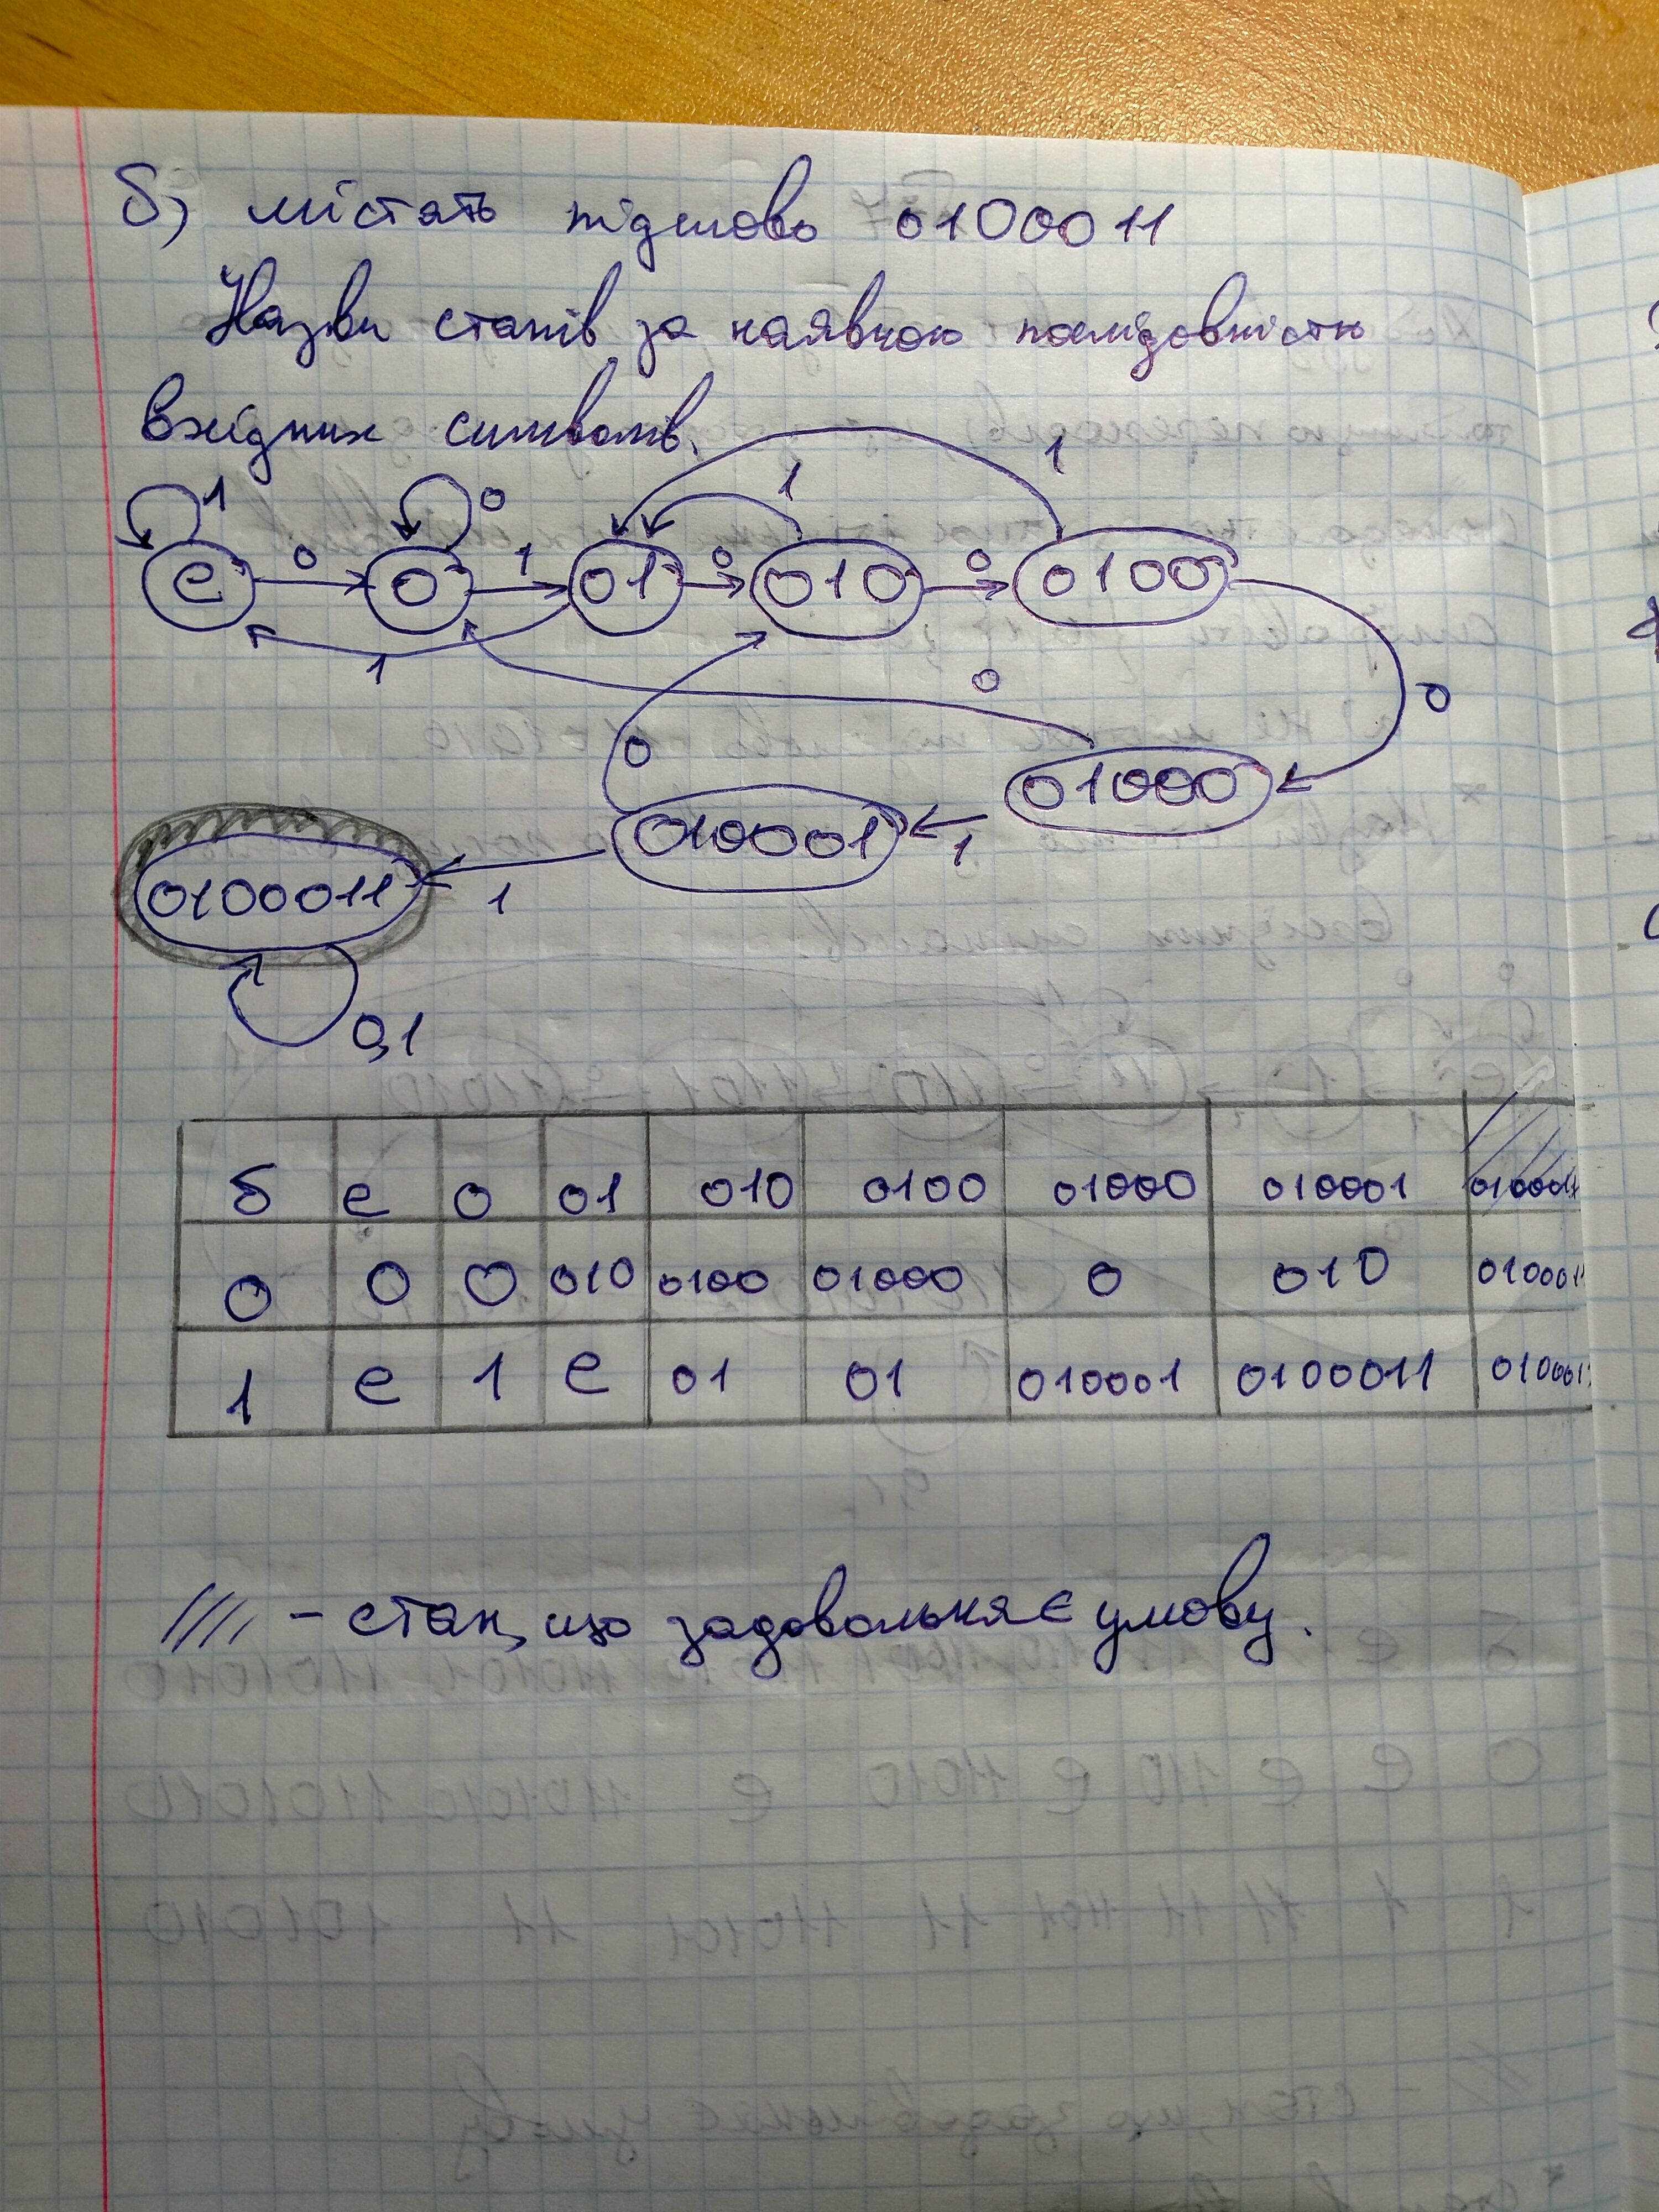 б) містять підслово 0100011
Назви станів за наявною послідовністю
вхідних символів.
1 0 1 1
e 0 0 1 01 0 010 0 0100
1 0 0
0 01000
010001 1
0100011 1
0,1
δ e 0 01 010 0100 01000 010001 0100011
0 0 0 010 0100 01000 0 010 0100011
1 e 1 e 01 01 010001 0100011 0100011
/// – стан, що задовольняє умову.